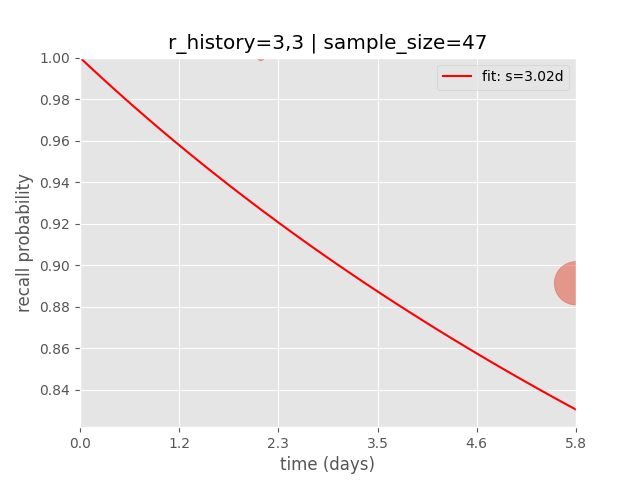 r_history=3,3 | sample_size=47
1.00
0.98
0.96
0.94
0.92
0.90
0.88
0.86
0.84
recall probability
fit: s=3.02d
0.0 1.2 2.3 3.5 4.6 5.8
time (days)